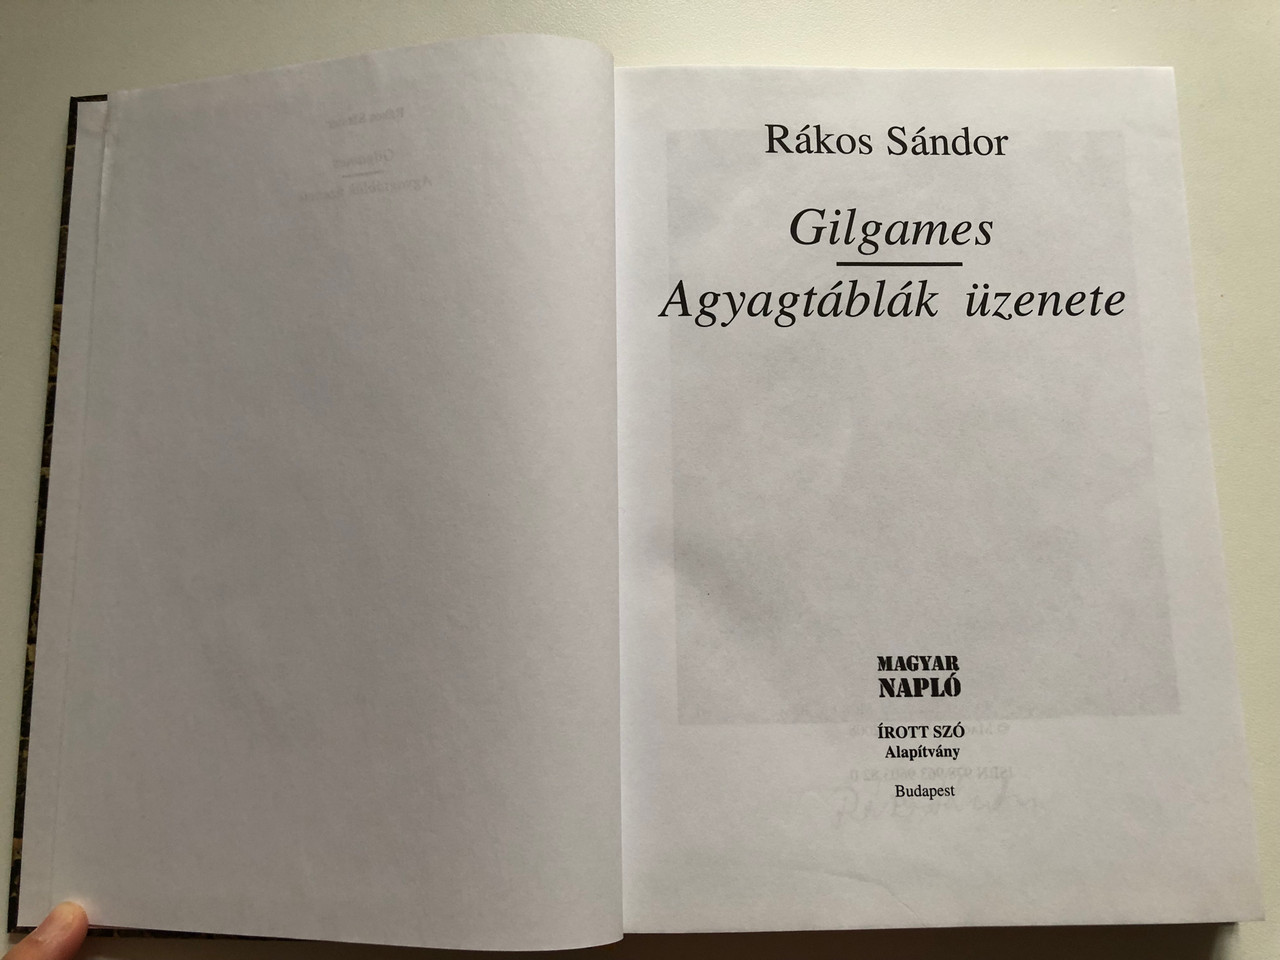 Rákos Sándor
Gilgames
Agyagtáblák üzenete
MAGYAR
NAPLÓ
ÍROTT SZÓ
Alapítvány
Budapest